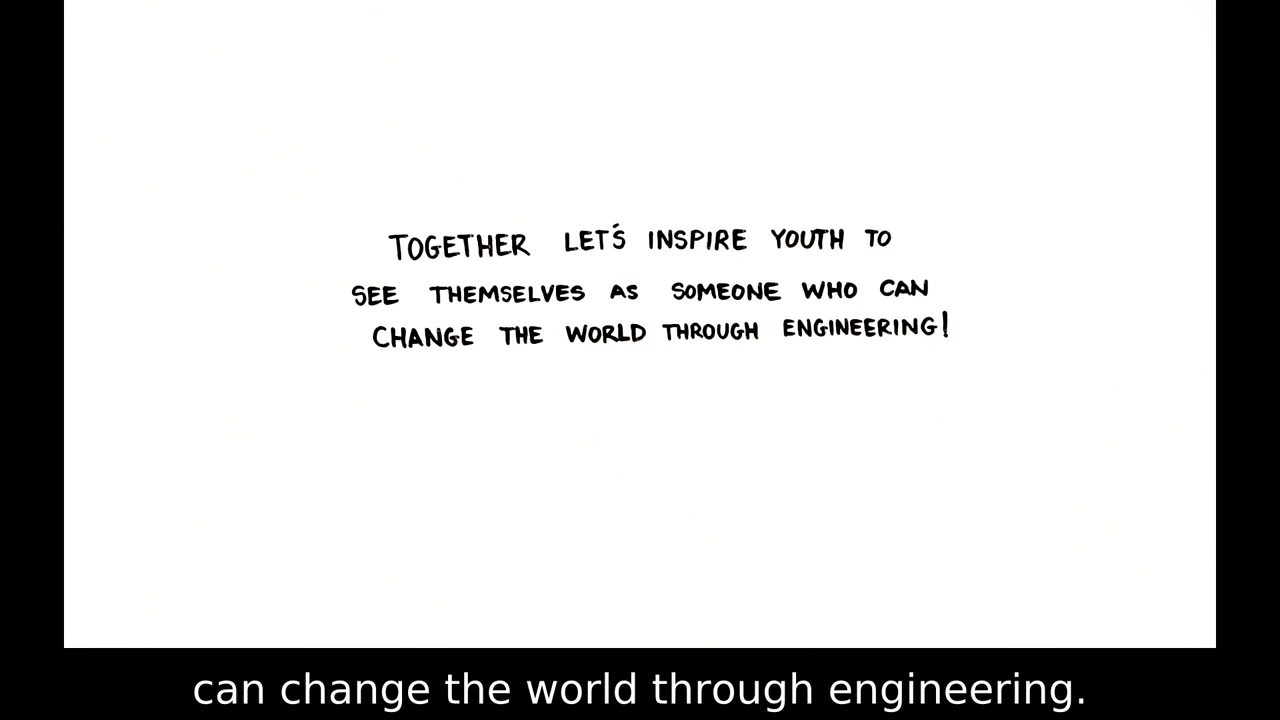 TOGETHER LET'S INSPIRE YOUTH TO
SEE THEMSELVES AS SOMEONE WHO CAN
CHANGE THE WORLD THROUGH ENGINEERING!
can change the world through engineering.